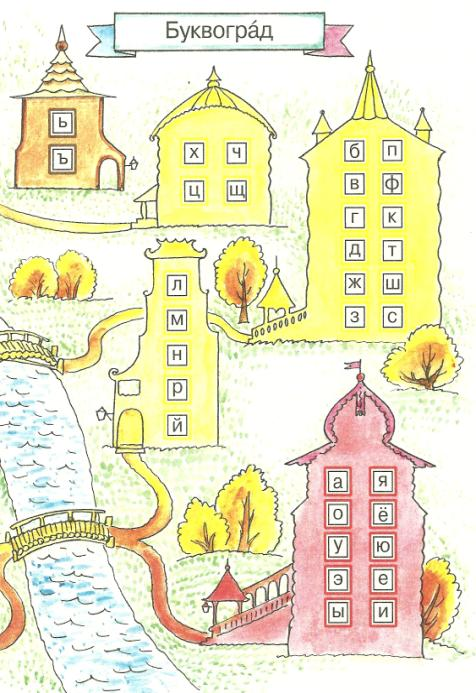 Буквогра́д
ь
ъ
х ч
ц щ
б п
в ф
г к
д т
ж ш
з с
л
м
н
р
й
а я
о ё
у ю
э е
ы и